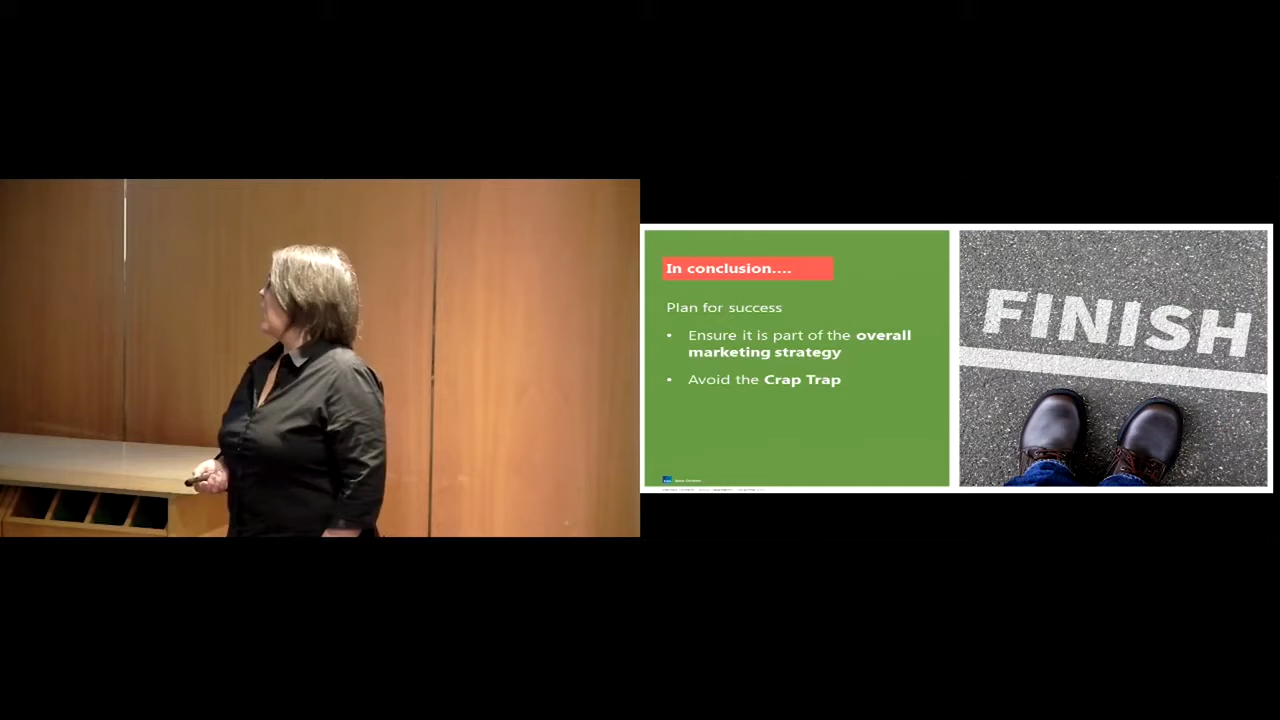 In conclusion....
Plan for success
• Ensure it is part of the overall
marketing strategy
• Avoid the Crap Trap
FINISH